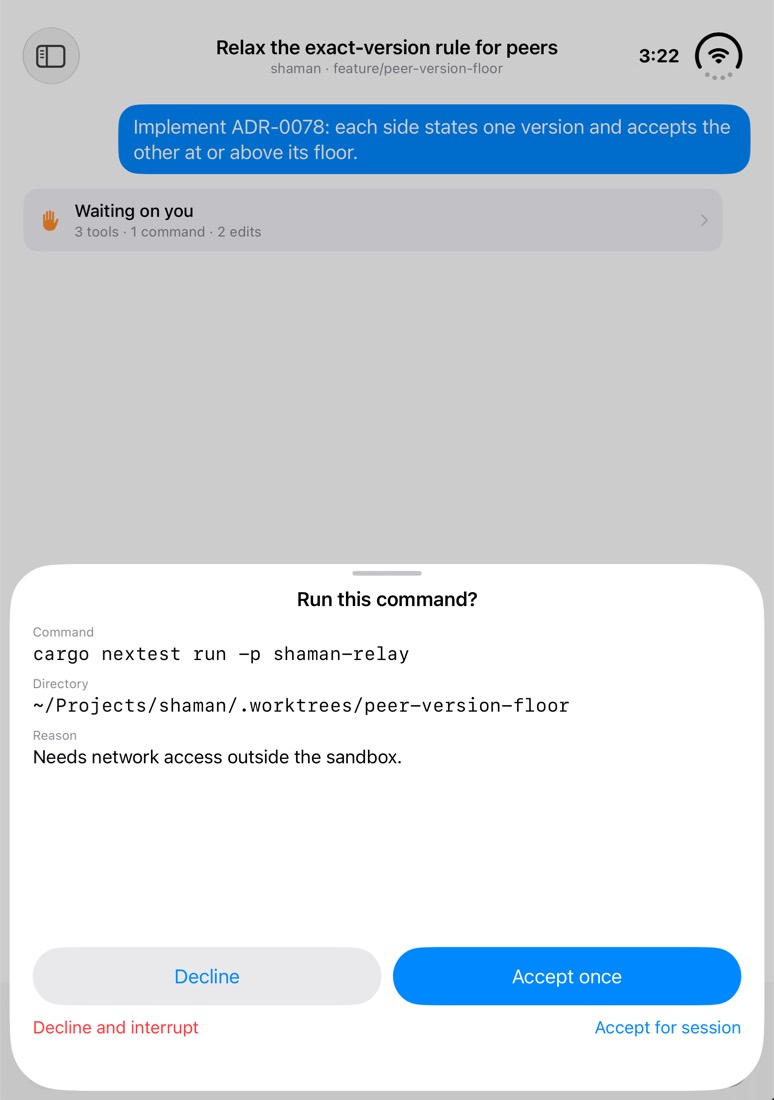 Relax the exact-version rule for peers
shaman · feature/peer-version-floor
3:22
Implement ADR-0078: each side states one version and accepts the
other at or above its floor.
Waiting on you
3 tools · 1 command · 2 edits
Run this command?
Command
cargo nextest run -p shaman-relay
Directory
~/Projects/shaman/.worktrees/peer-version-floor
Reason
Needs network access outside the sandbox.
Decline
Accept once
Decline and interrupt
Accept for session